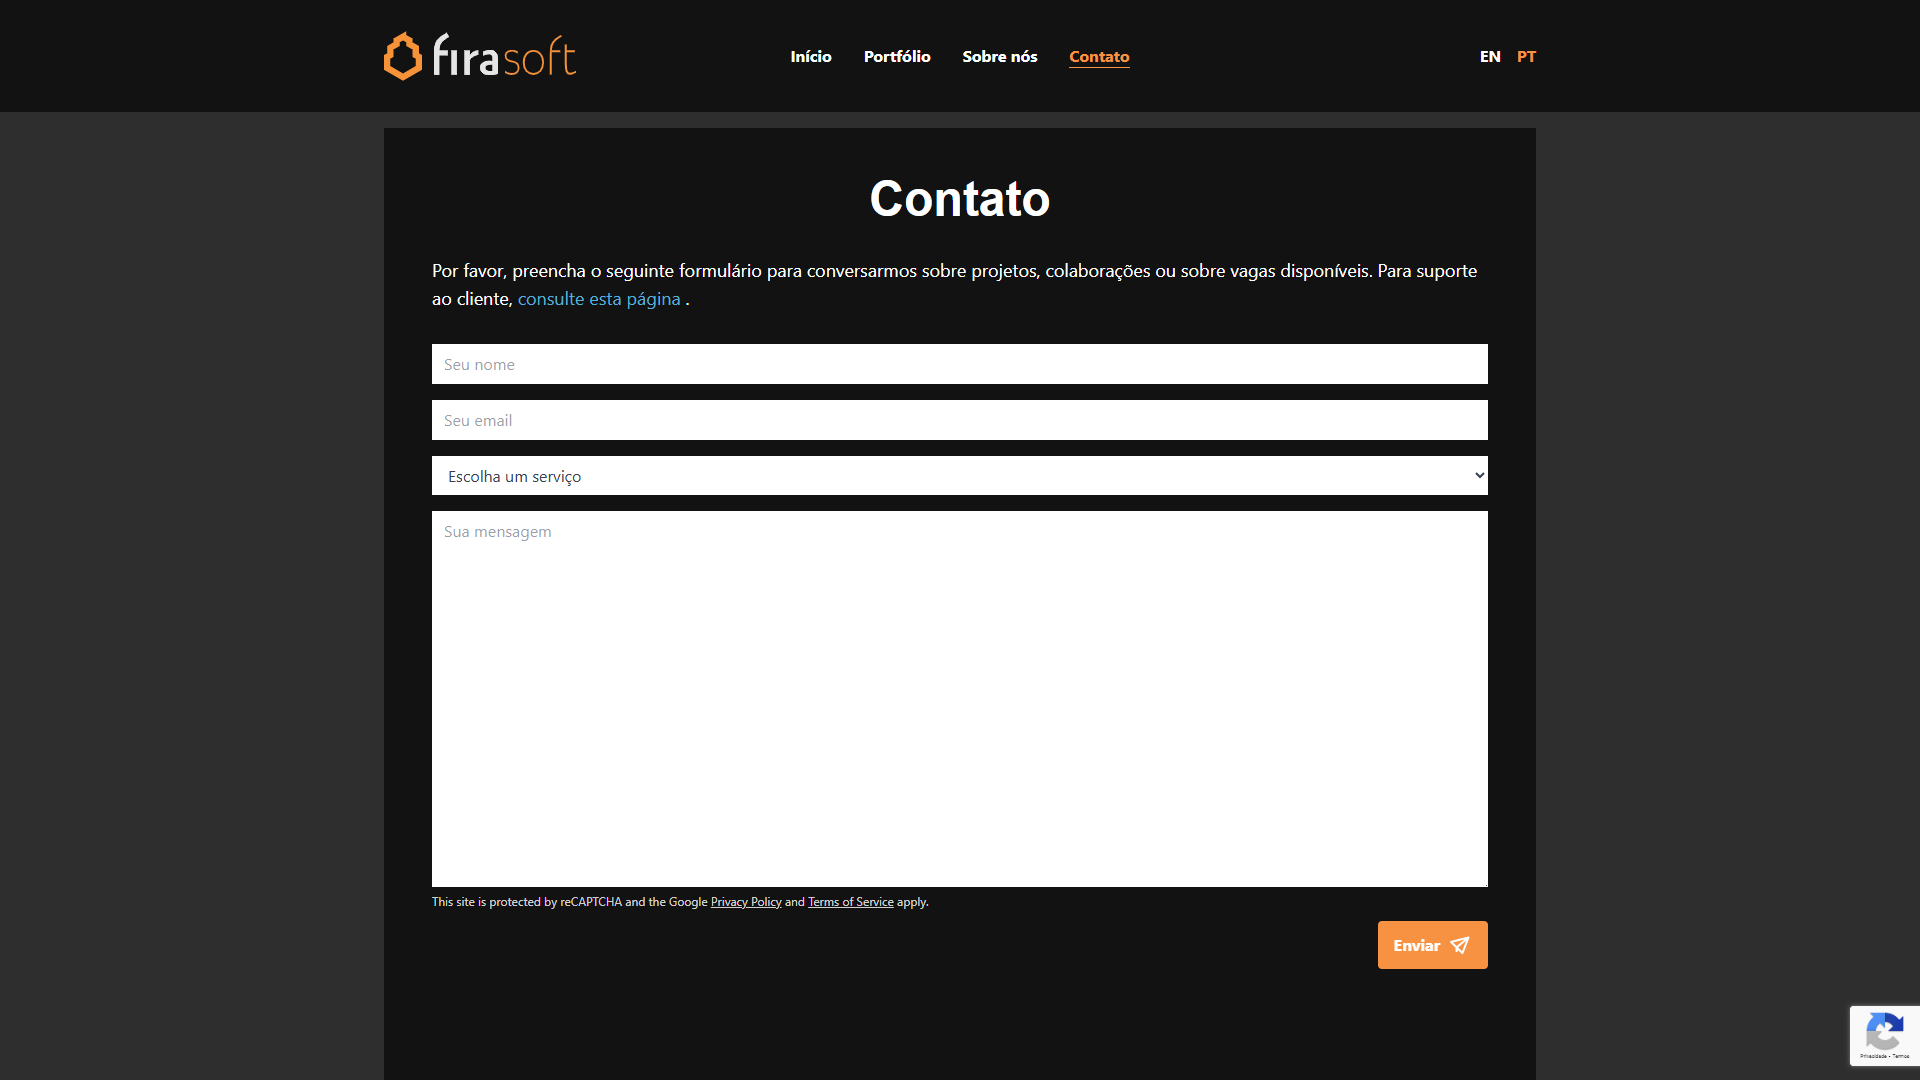 firasoft
Início Portfólio Sobre nós Contato
EN PT
Contato
Por favor, preencha o seguinte formulário para conversarmos sobre projetos, colaborações ou sobre vagas disponíveis. Para suporte
ao cliente, consulte esta página .
Seu nome
Seu email
Escolha um serviço
Sua mensagem
This site is protected by reCAPTCHA and the Google Privacy Policy and Terms of Service apply.
Enviar
Privacidade - Termos